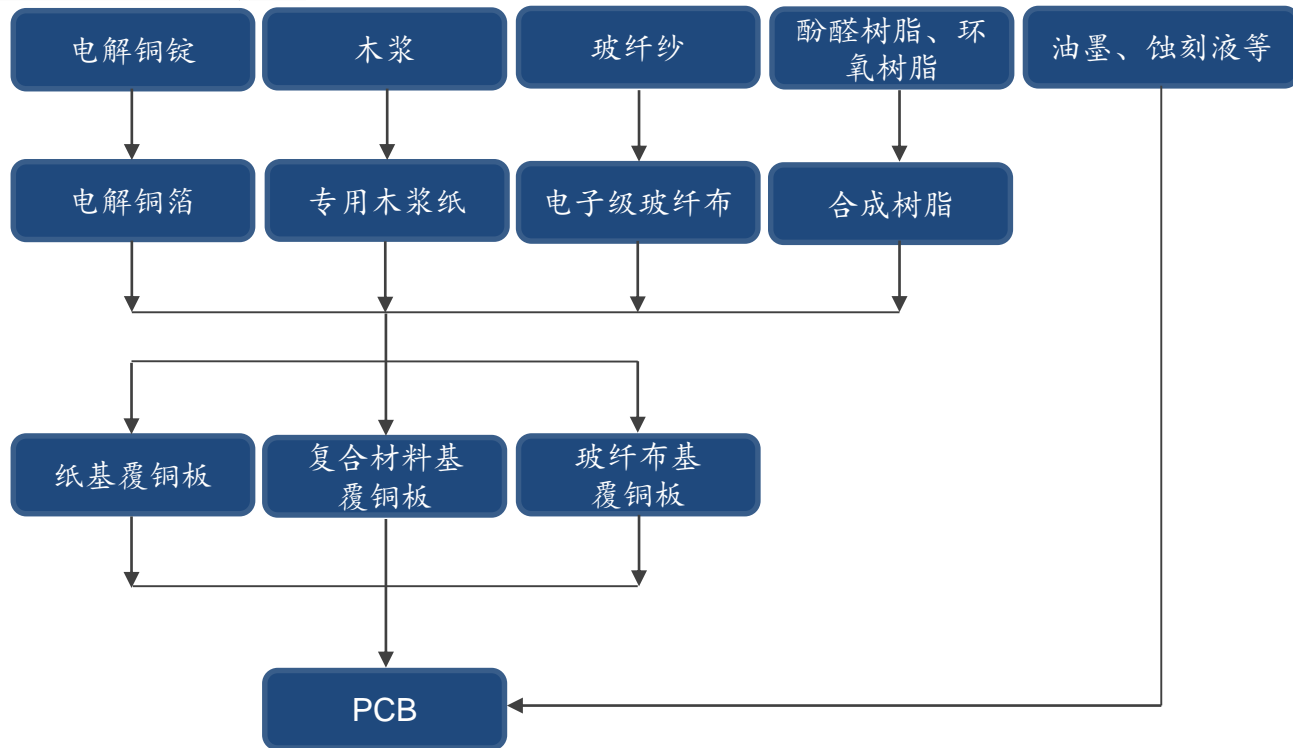 电解铜锭
木浆
玻纤纱
酚醛树脂、环
氧树脂
油墨、蚀刻液等
电解铜箔
专用木浆纸
电子级玻纤布
合成树脂
纸基覆铜板
复合材料基
覆铜板
玻纤布基
覆铜板
PCB